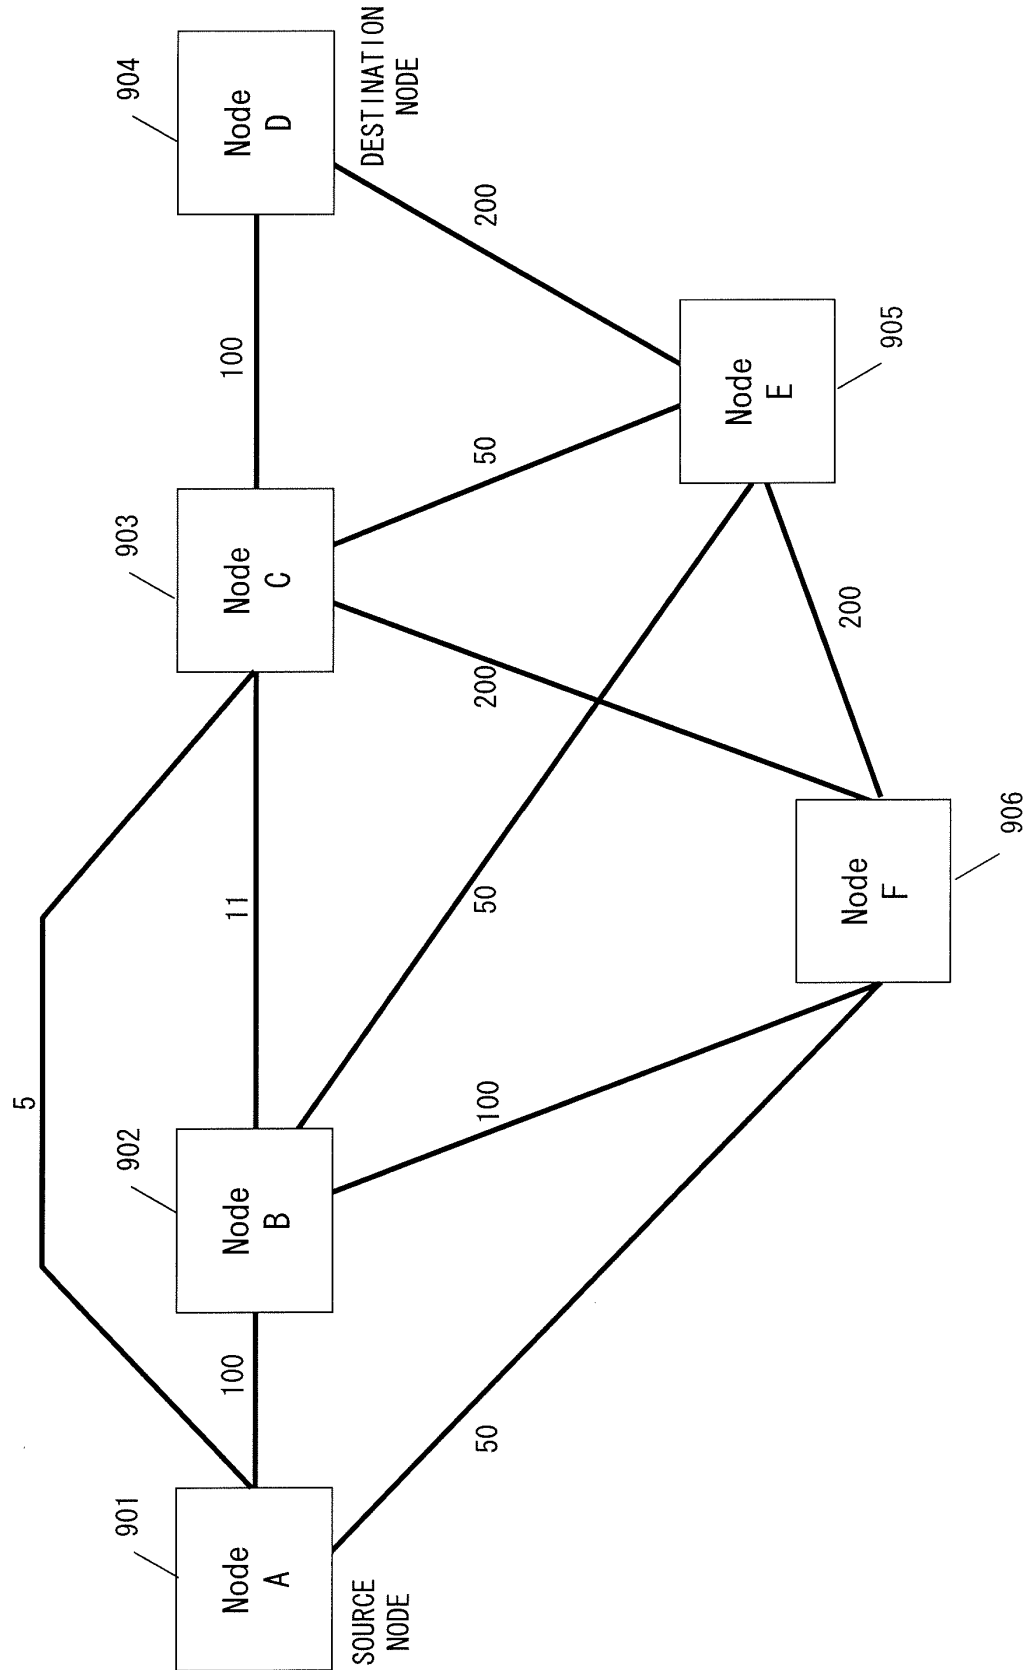 5
901
902
903
904
Node
A
100
Node
B
11
Node
C
100
Node
D
SOURCE
NODE
DESTINATION
NODE
50
100
50
200
50
200
200
Node
F
Node
E
906
905